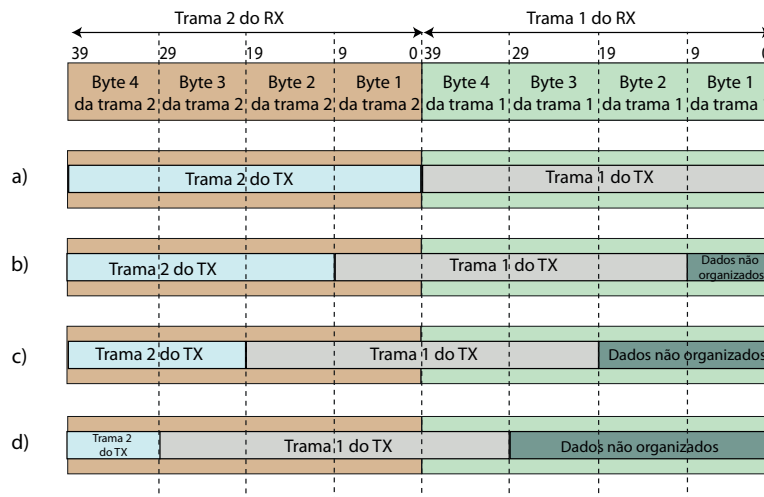 Trama 2 do RX Trama 1 do RX
39 29 19 9 0 39 29 19 9 0
Byte 4 Byte 3 Byte 2 Byte 1 Byte 4 Byte 3 Byte 2 Byte 1
da trama 2 da trama 2 da trama 2 da trama 2 da trama 1 da trama 1 da trama 1 da trama
a) Trama 2 do TX Trama 1 do TX
b) Trama 2 do TX Trama 1 do TX Dados não
organizados
c) Trama 2 do TX Trama 1 do TX Dados não organizados
d) Trama 2
do TX Trama 1 do TX Dados não organizados